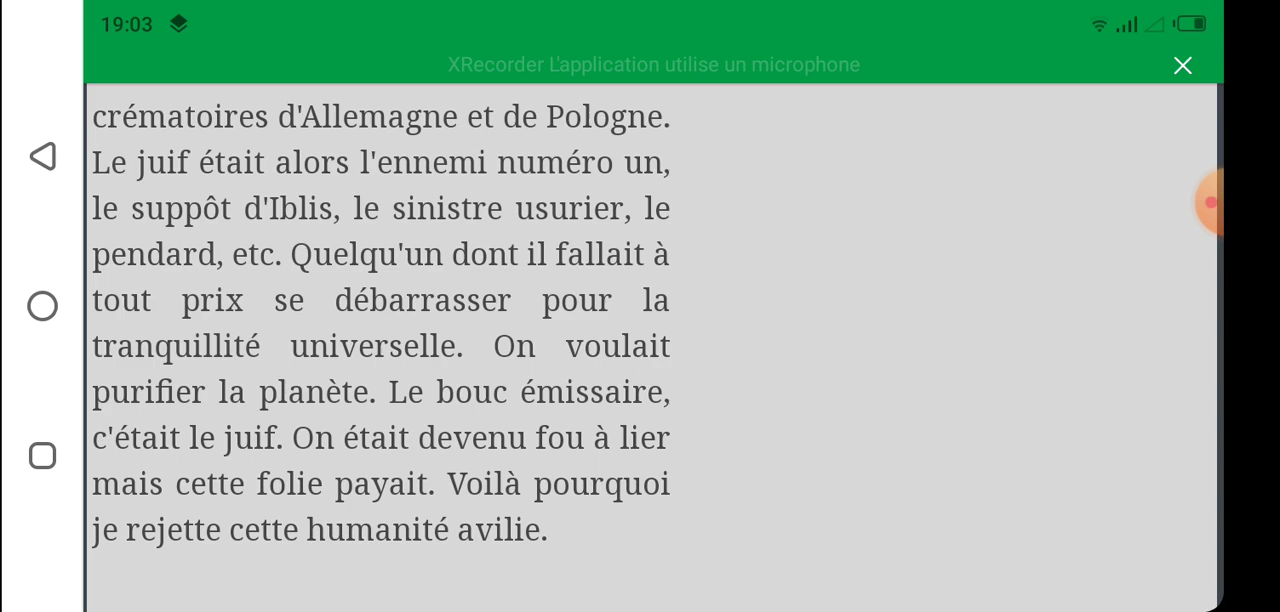 19:03
XRecorder L'application utilise un microphone
crématoires d'Allemagne et de Pologne.
Le juif était alors l'ennemi numéro un,
le suppôt d'Iblis, le sinistre usurier, le
pendard, etc. Quelqu'un dont il fallait à
tout prix se débarrasser pour la
tranquillité universelle. On voulait
purifier la planète. Le bouc émissaire,
c'était le juif. On était devenu fou à lier
mais cette folie payait. Voilà pourquoi
je rejette cette humanité avilie.